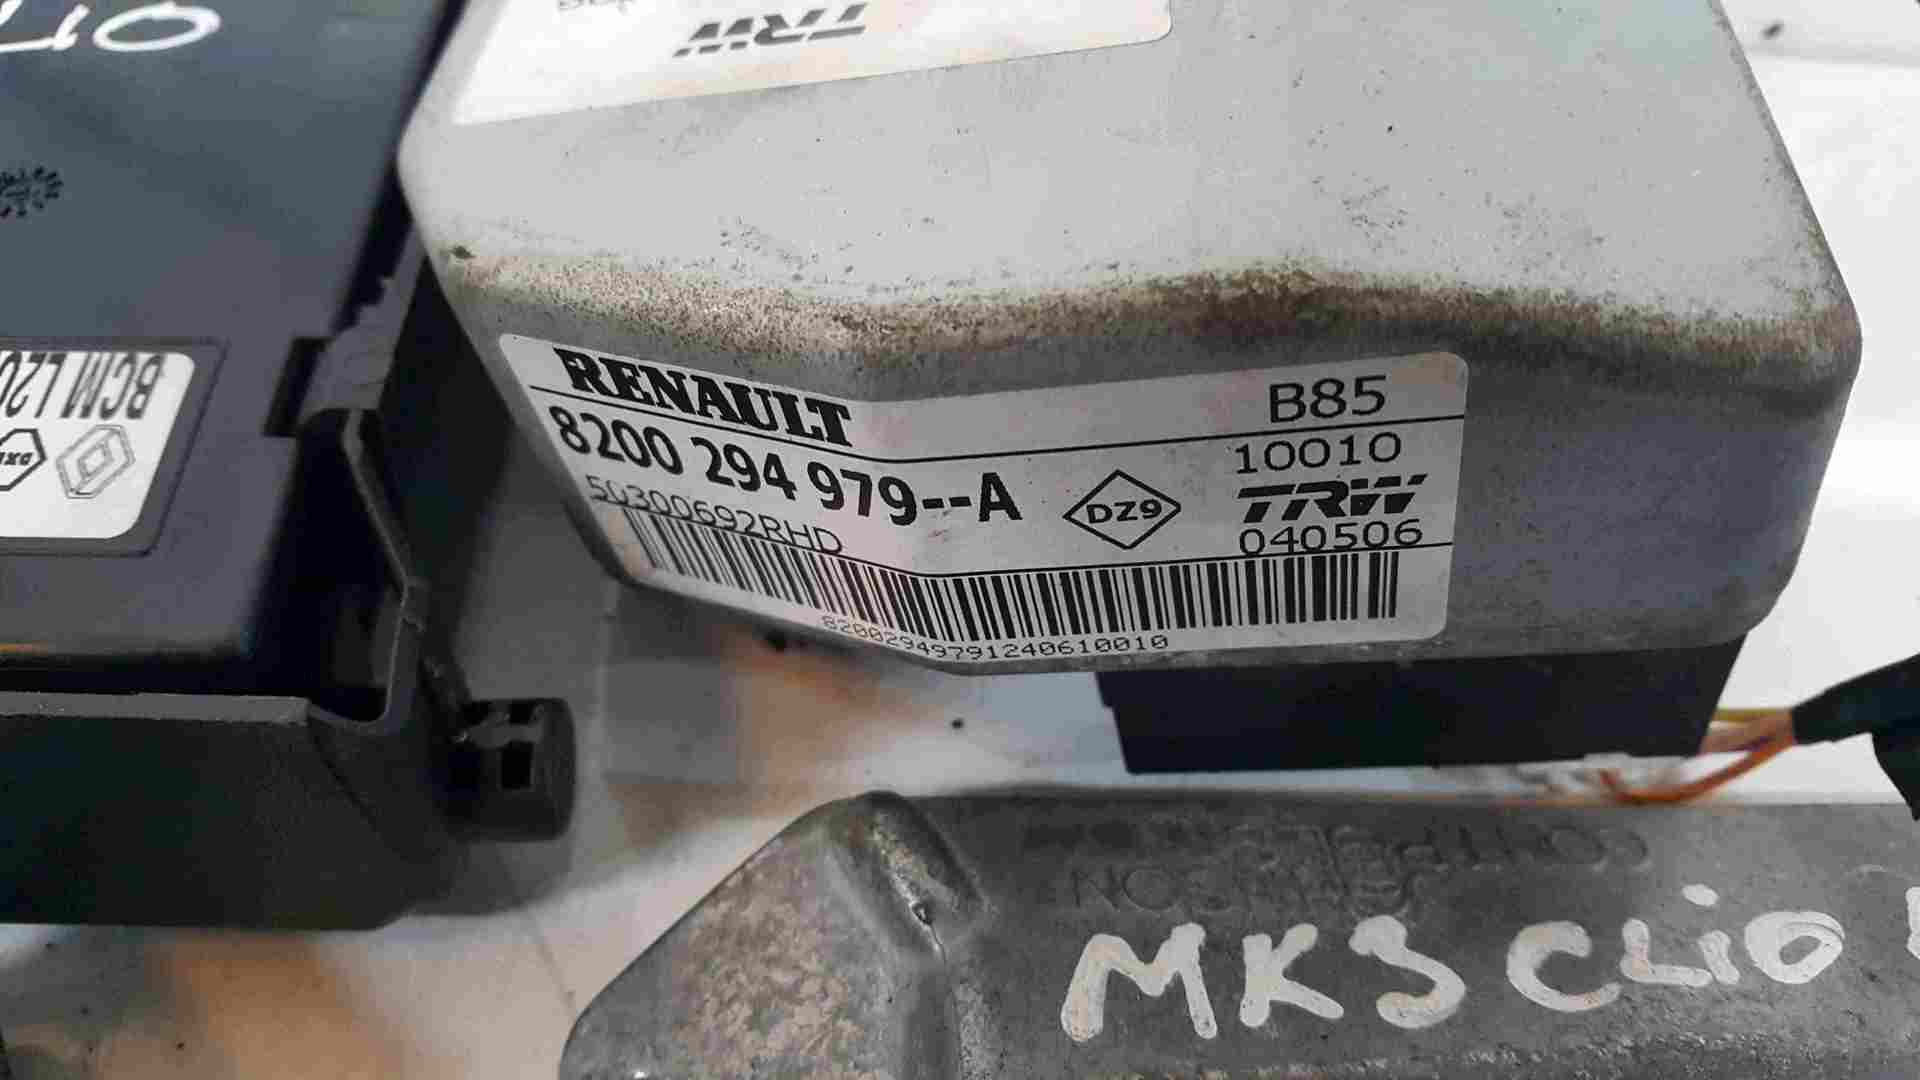 TRW
RENAULT
B85
8200 294 979--A
10010
DZ9
TRW
50300692RHD
040506
82002949791240610010
BCM L20
MK3 CLIO